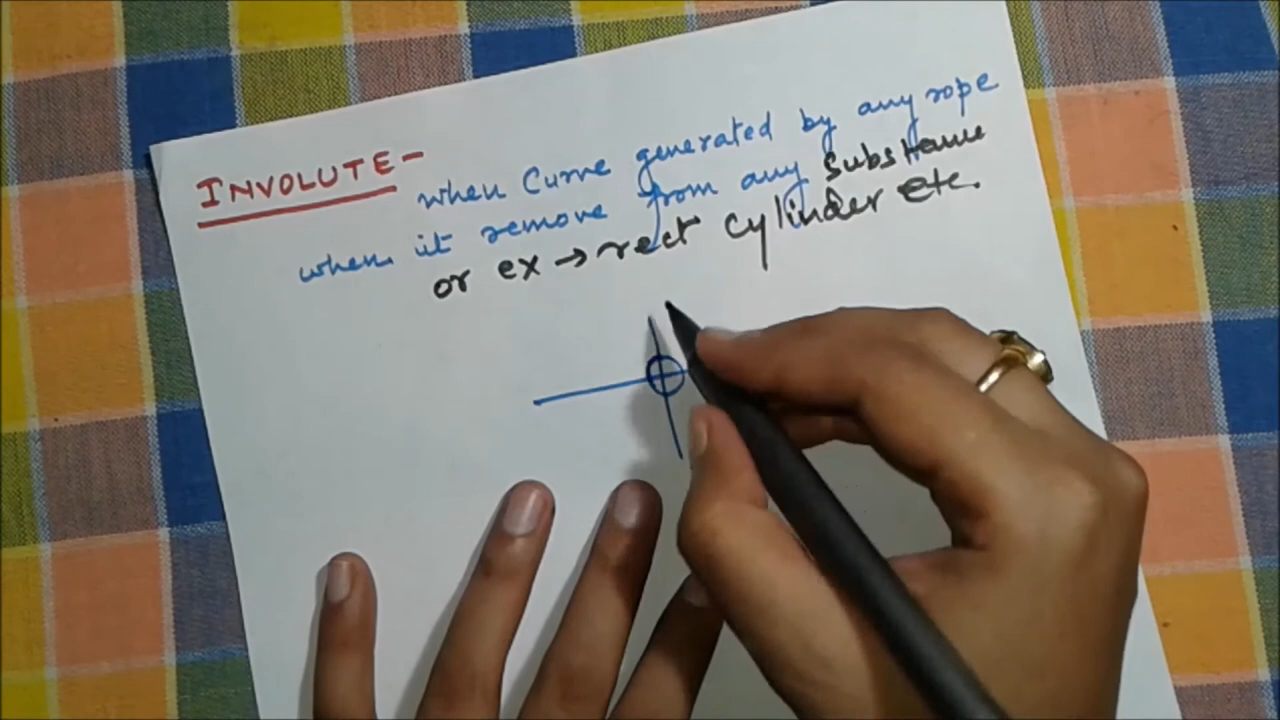 INVOLUTE-
when Curve generated by any rope
when it remove from any substance
or ex → rect cylinder etc.